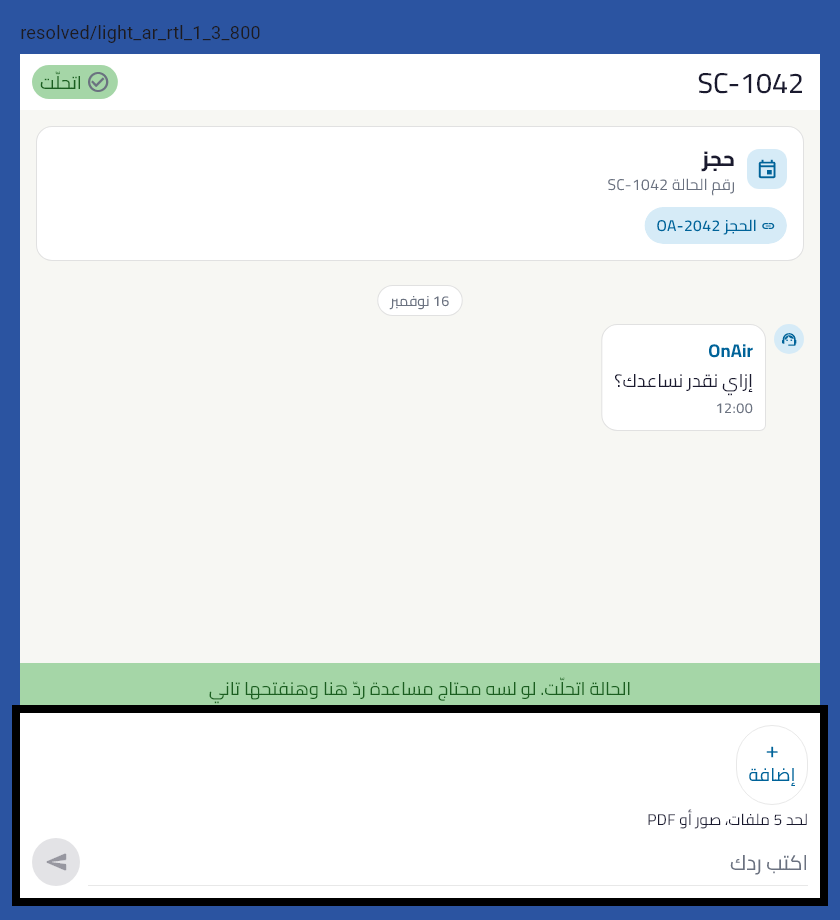 resolved/light_ar_rtl_1_3_800
SC-1042
اتحلّت
حجز
رقم الحالة SC-1042
الحجز OA-2042
16 نوفمبر
OnAir
إزاي نقدر نساعدك؟
12:00
الحالة اتحلّت. لو لسه محتاج مساعدة ردّ هنا وهنفتحها تاني
+
إضافة
لحد 5 ملفات، صور أو PDF
اكتب ردك